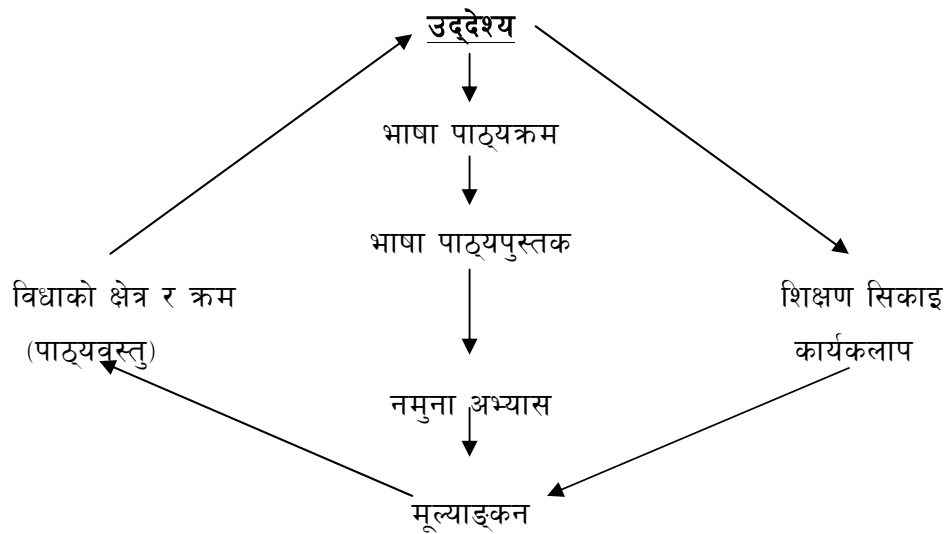 उद्देश्य
भाषा पाठ्यक्रम
भाषा पाठ्यपुस्तक
विधाको क्षेत्र र क्रम
(पाठ्यवस्तु)
शिक्षण सिकाइ
कार्यकलाप
नमुना अभ्यास
मूल्याङ्कन